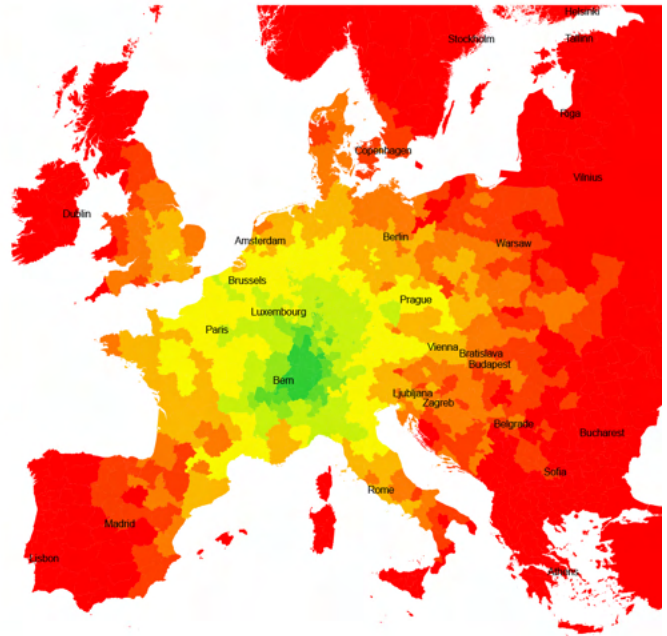 Helsinki
Stockholm
Tallinn
Riga
Copenhagen
Vilnius
Dublin
Amsterdam
Berlin
Warsaw
Brussels
Prague
Luxembourg
Paris
Vienna
Bratislava
Budapest
Bern
Ljubljana
Zagreb
Belgrade
Bucharest
Sofia
Rome
Madrid
Lisbon
Athens